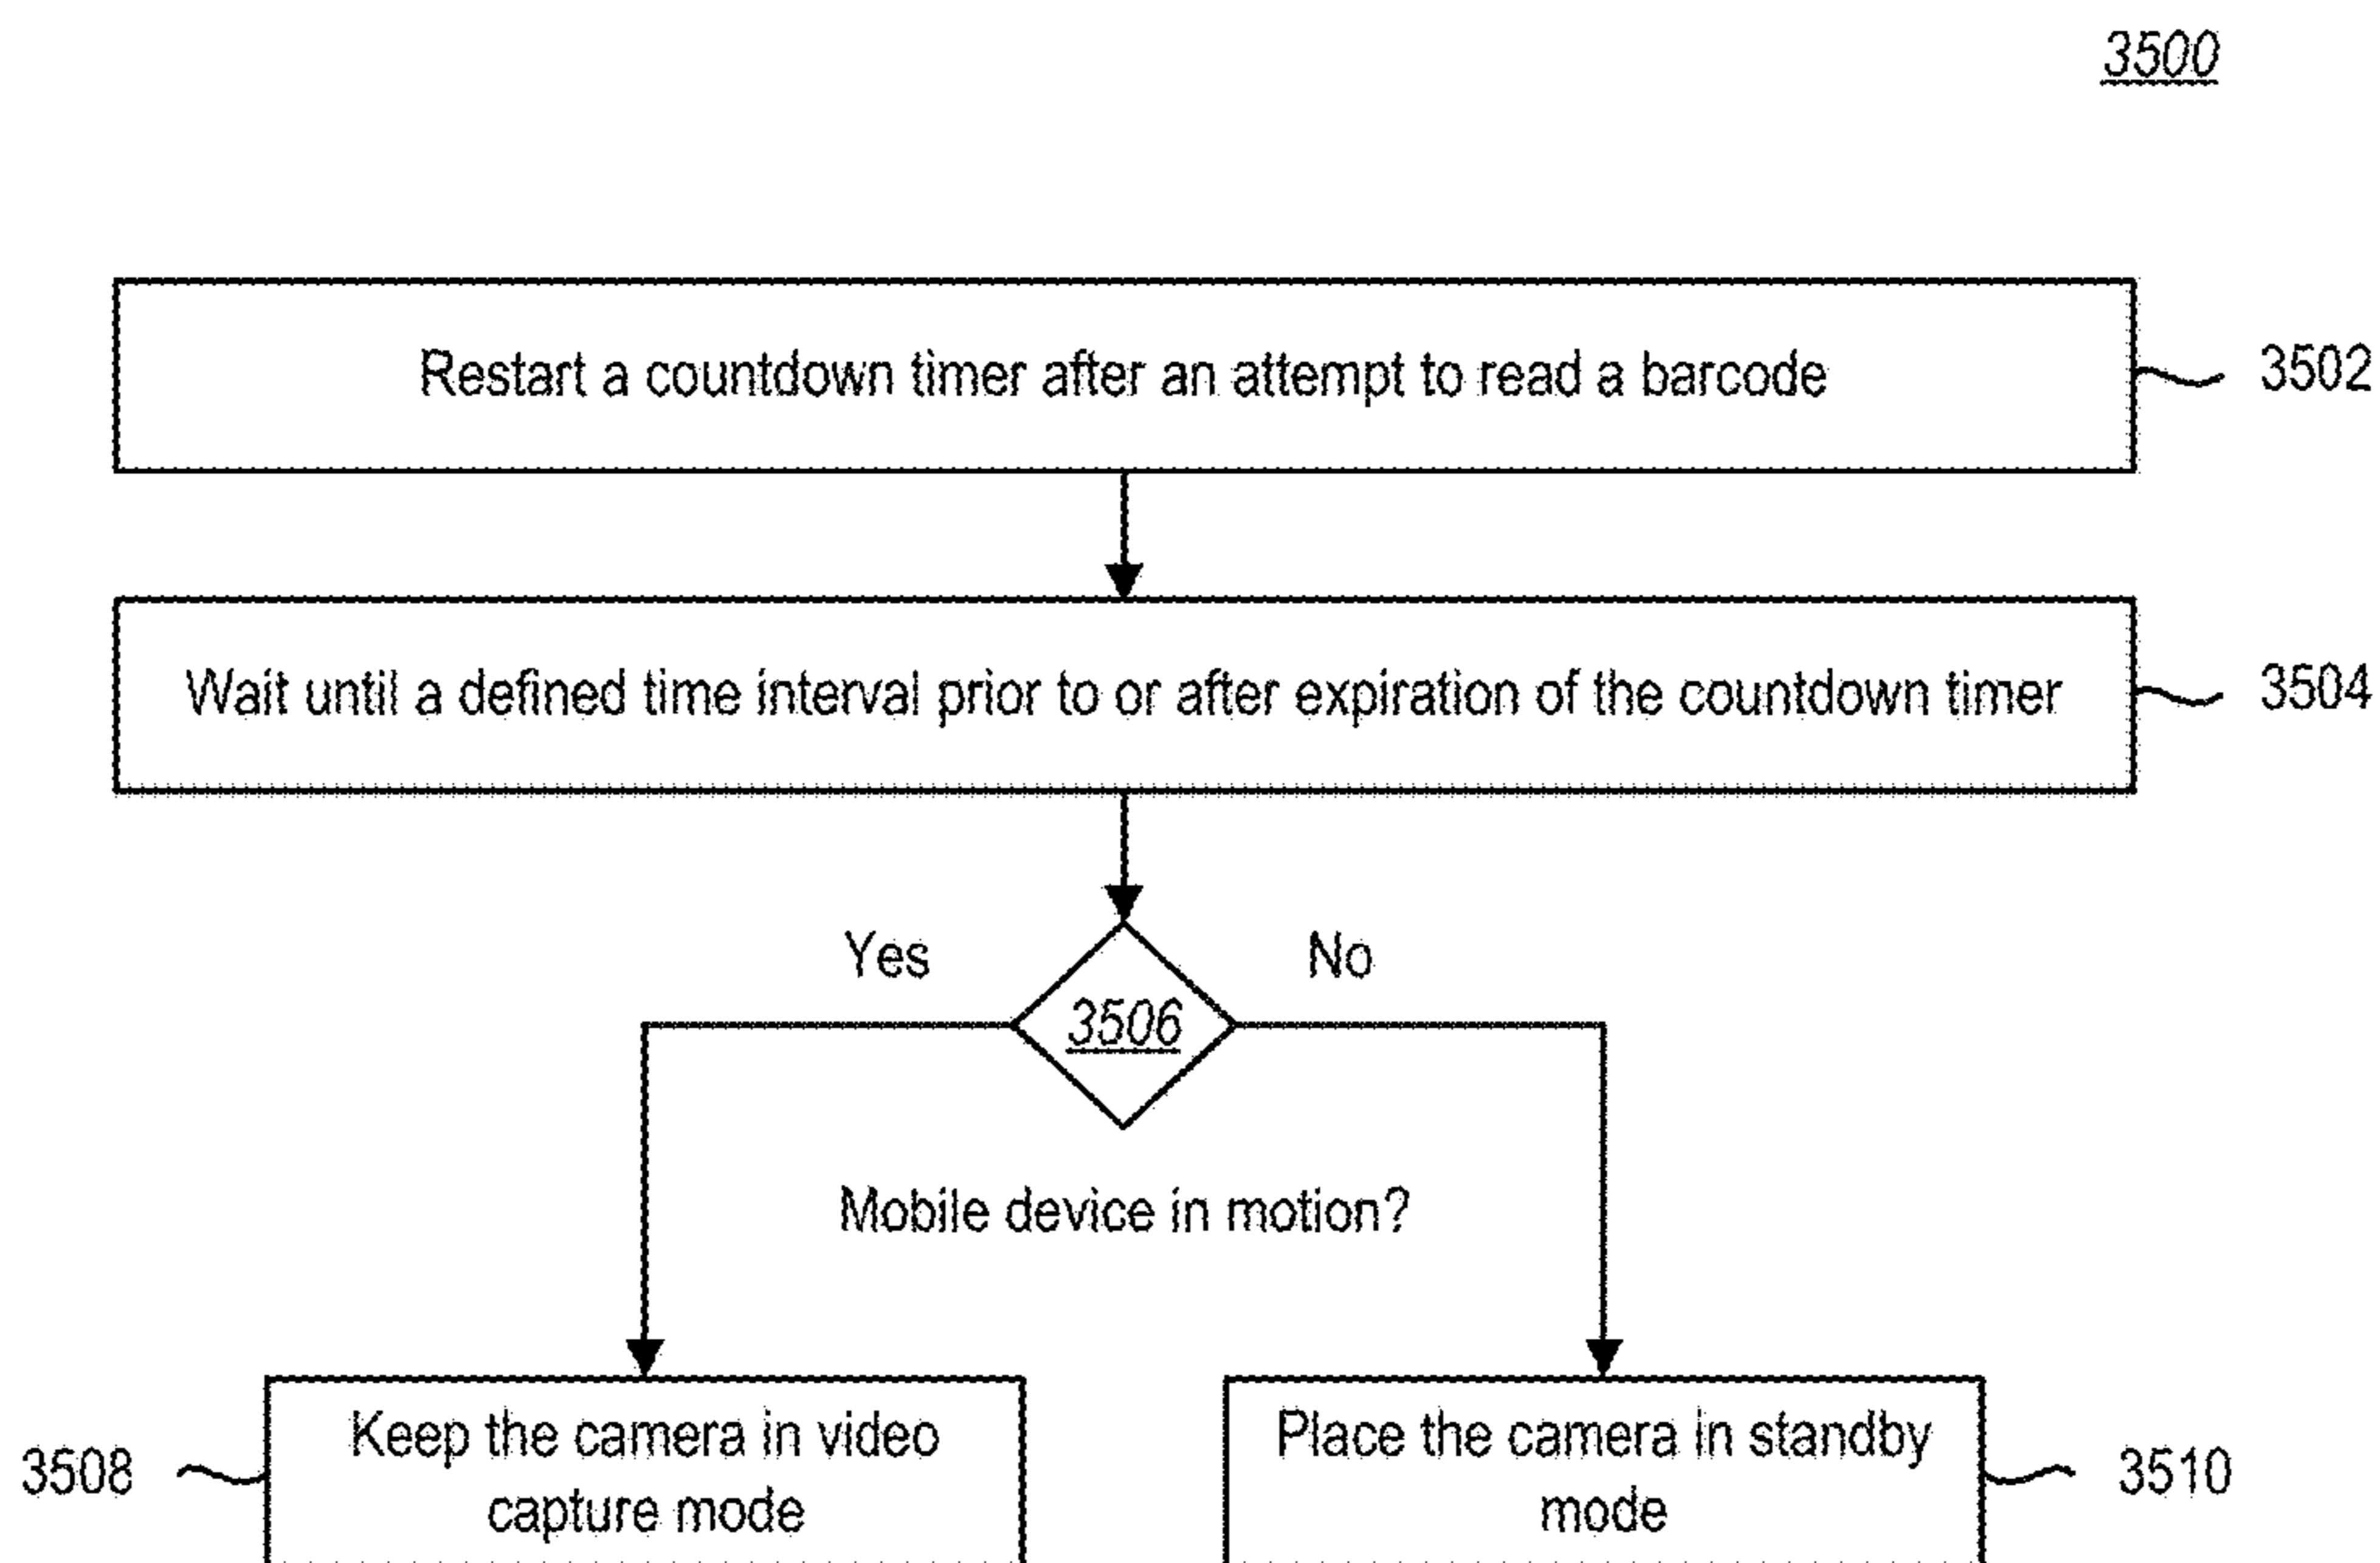 3500
Restart a countdown timer after an attempt to read a barcode
3502
Wait until a defined time interval prior to or after expiration of the countdown timer
3504
Yes
No
3506
Mobile device in motion?
3508
Keep the camera in video
capture mode
Place the camera in standby
mode
3510